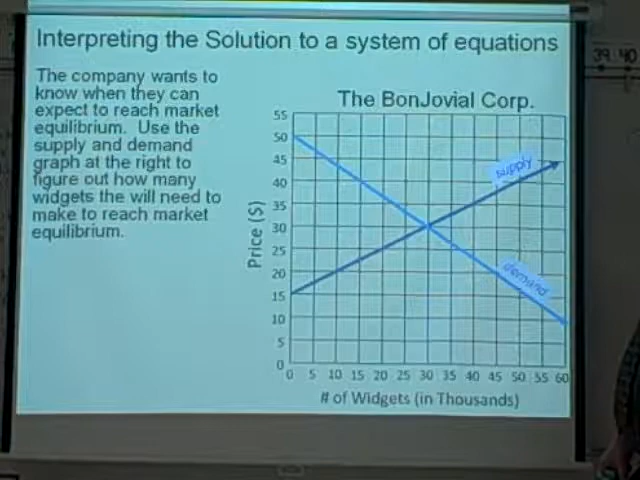 Interpreting the Solution to a system of equations
The company wants to
know when they can
expect to reach market
equilibrium. Use the
supply and demand
graph at the right to
figure out how many
widgets the will need to
make to reach market
equilibrium.
The BonJovial Corp.
55
50
45
40
35
30
25
20
15
10
5
0
Price ($)
supply
demand
0 5 10 15 20 25 30 35 40 45 50 55 60
# of Widgets (in Thousands)
39 40